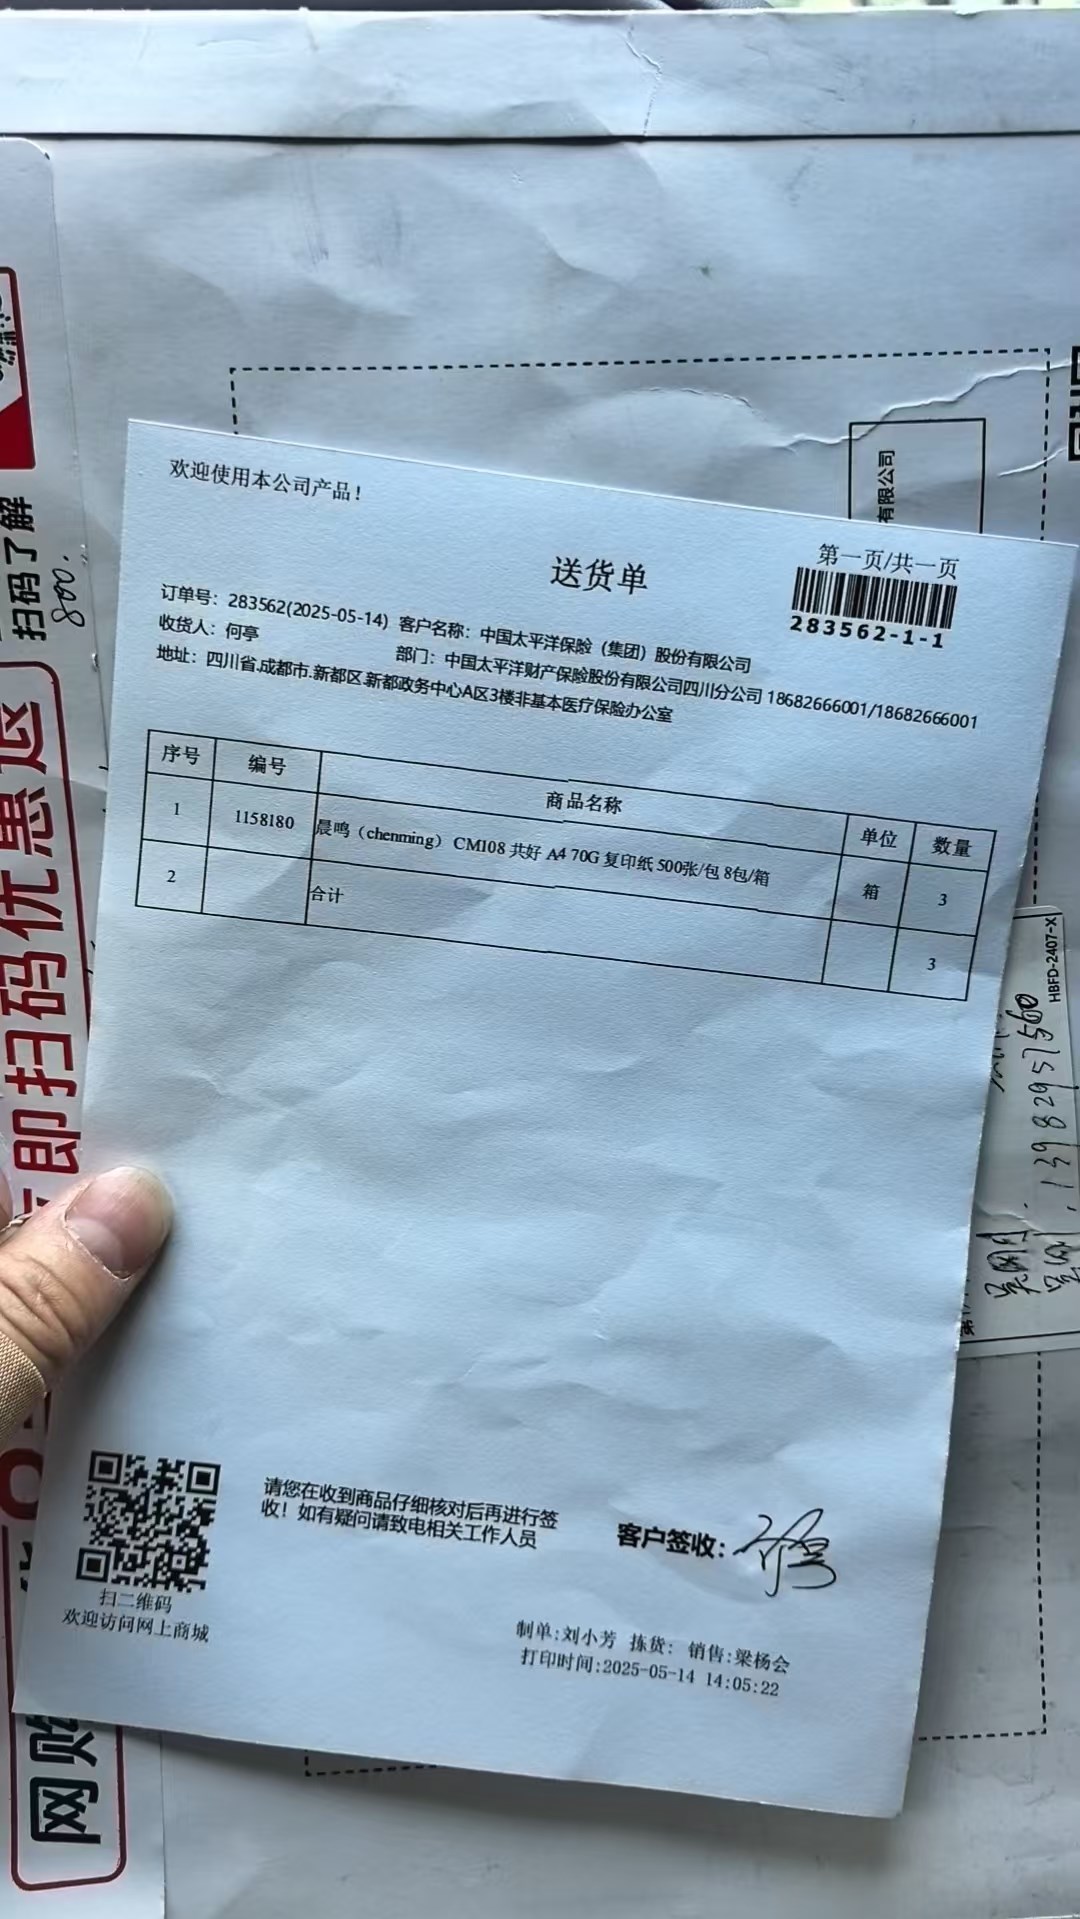 欢迎使用本公司产品！
送货单
第一页/共一页
283562-1-1
订单号：283562(2025-05-14) 客户名称：中国太平洋保险（集团）股份有限公司
收货人：何亭 部门：中国太平洋财产保险股份有限公司四川分公司 18682666001/18682666001
地址：四川省.成都市.新都区.新都政务中心A区3楼非基本医疗保险办公室
序号 编号 商品名称 单位 数量
1 1158180 晨鸣（chenming） CM108 共好 A4 70G 复印纸 500张/包 8包/箱 箱 3
2 合计 3
请您在收到商品仔细核对后再进行签
收！如有疑问请致电相关工作人员
客户签收：
扫二维码
欢迎访问网上商城
制单:刘小芳 拣货: 销售:梁杨会
打印时间:2025-05-14 14:05:22
扫码了解
即扫码优惠送
网购
有限公司
HBFD-2407-X